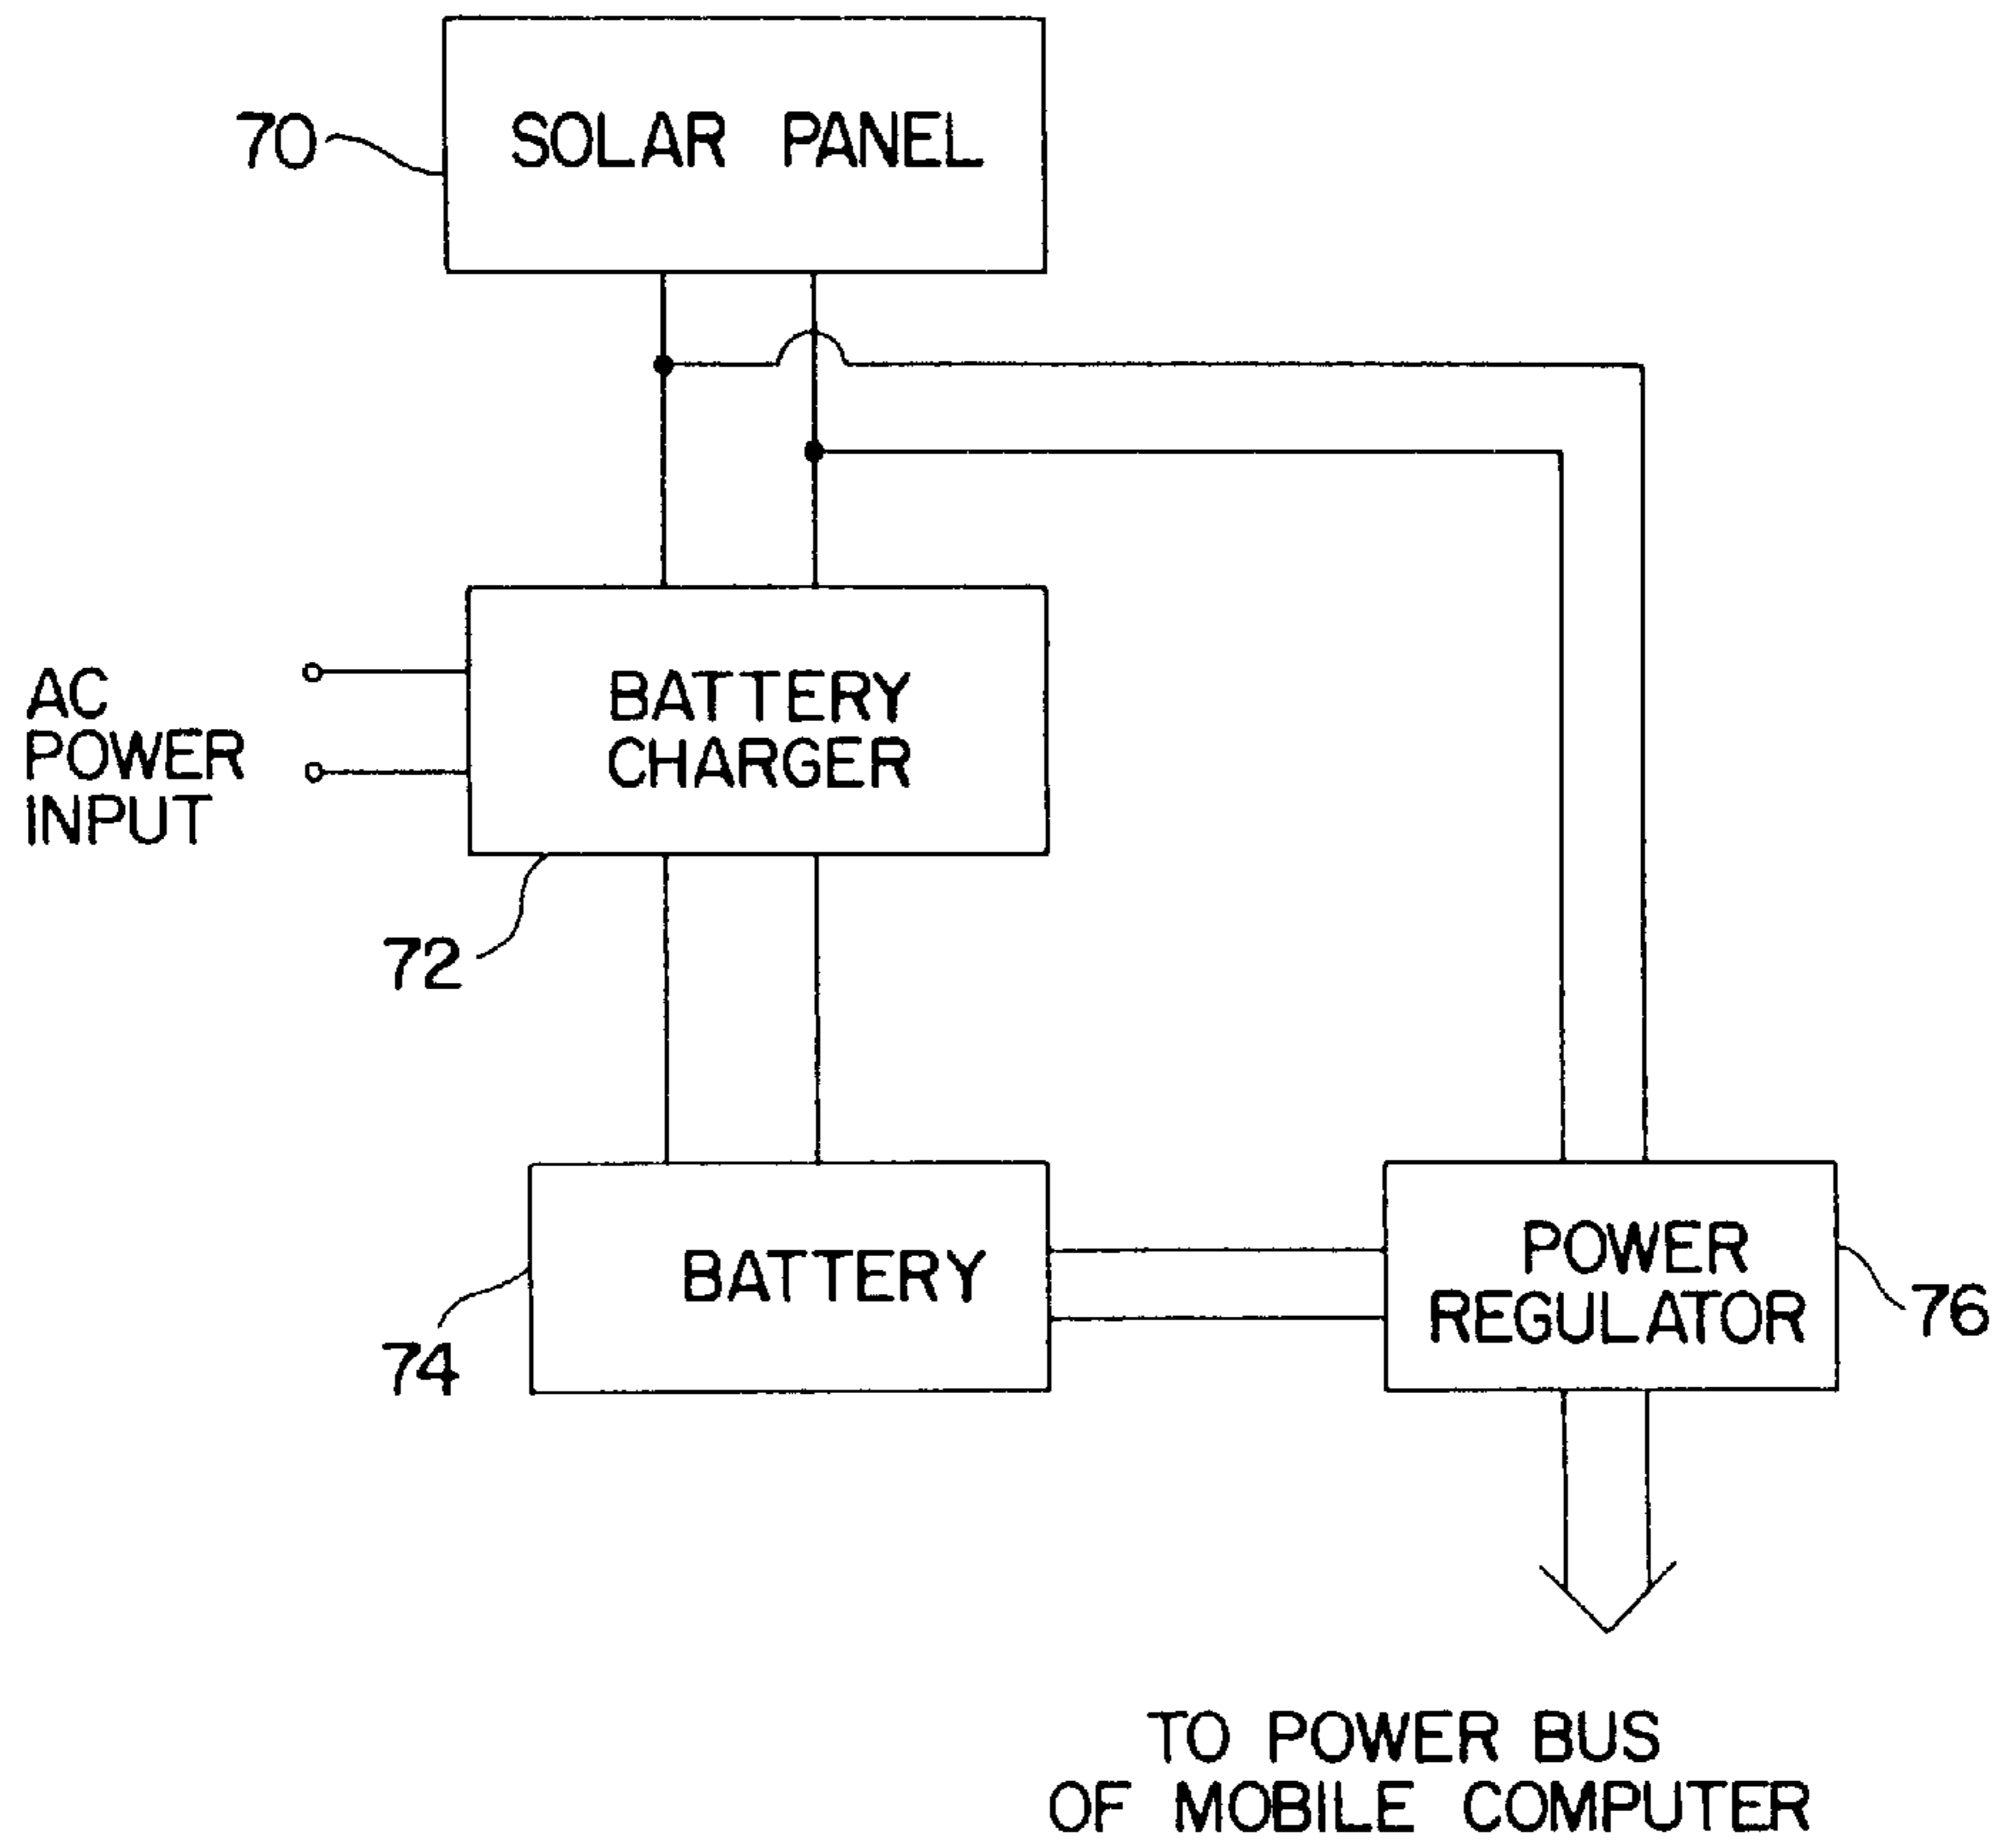 SOLAR PANEL
70
AC
POWER
INPUT
BATTERY
CHARGER
72
BATTERY
74
POWER
REGULATOR
76
TO POWER BUS
OF MOBILE COMPUTER